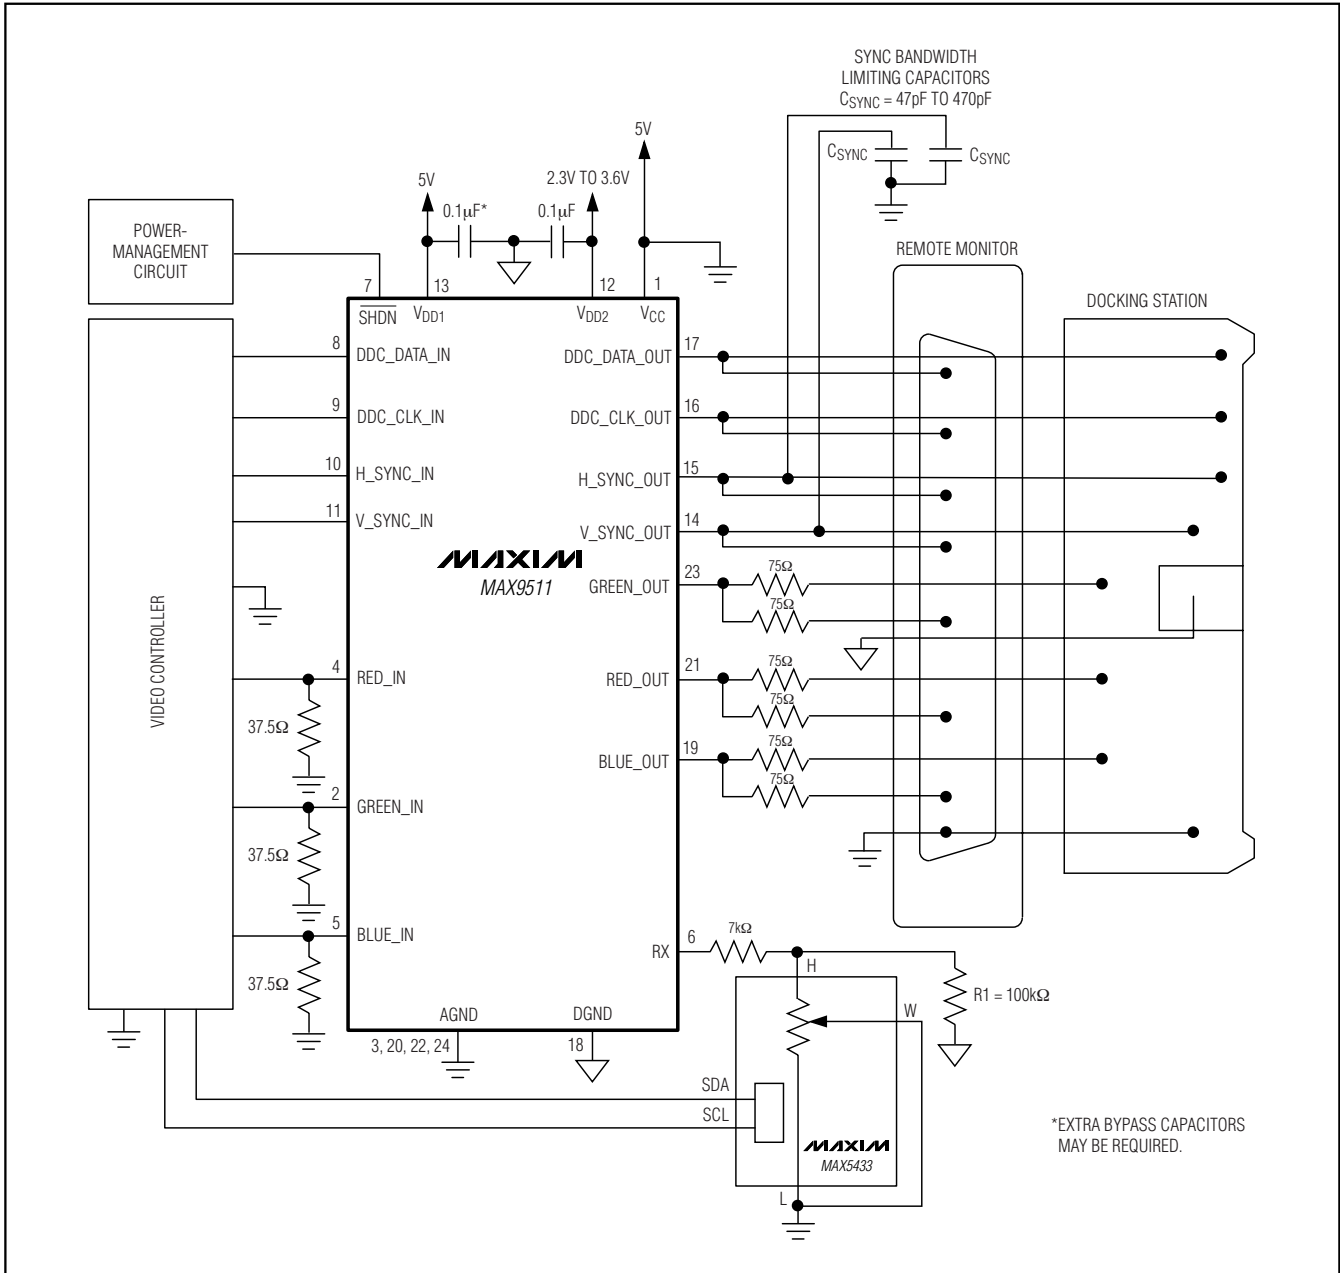 SYNC BANDWIDTH
LIMITING CAPACITORS
CSYNC = 47pF TO 470pF
5V
CSYNC
CSYNC
5V
2.3V TO 3.6V
0.1µF*
0.1µF
POWER-
MANAGEMENT
CIRCUIT
REMOTE MONITOR
DOCKING STATION
7
13
12
1
SHDN
VDD1
VDD2
VCC
8
DDC_DATA_IN
DDC_DATA_OUT
17
9
DDC_CLK_IN
DDC_CLK_OUT
16
10
H_SYNC_IN
H_SYNC_OUT
15
11
V_SYNC_IN
V_SYNC_OUT
14
MAXIM
MAX9511
GREEN_OUT
23
75Ω
75Ω
VIDEO CONTROLLER
4
RED_IN
RED_OUT
21
75Ω
75Ω
37.5Ω
BLUE_OUT
19
75Ω
75Ω
2
GREEN_IN
37.5Ω
5
BLUE_IN
37.5Ω
RX
6
7kΩ
H
R1 = 100kΩ
W
AGND
DGND
3, 20, 22, 24
18
SDA
SCL
MAXIM
MAX5433
L
*EXTRA BYPASS CAPACITORS
MAY BE REQUIRED.